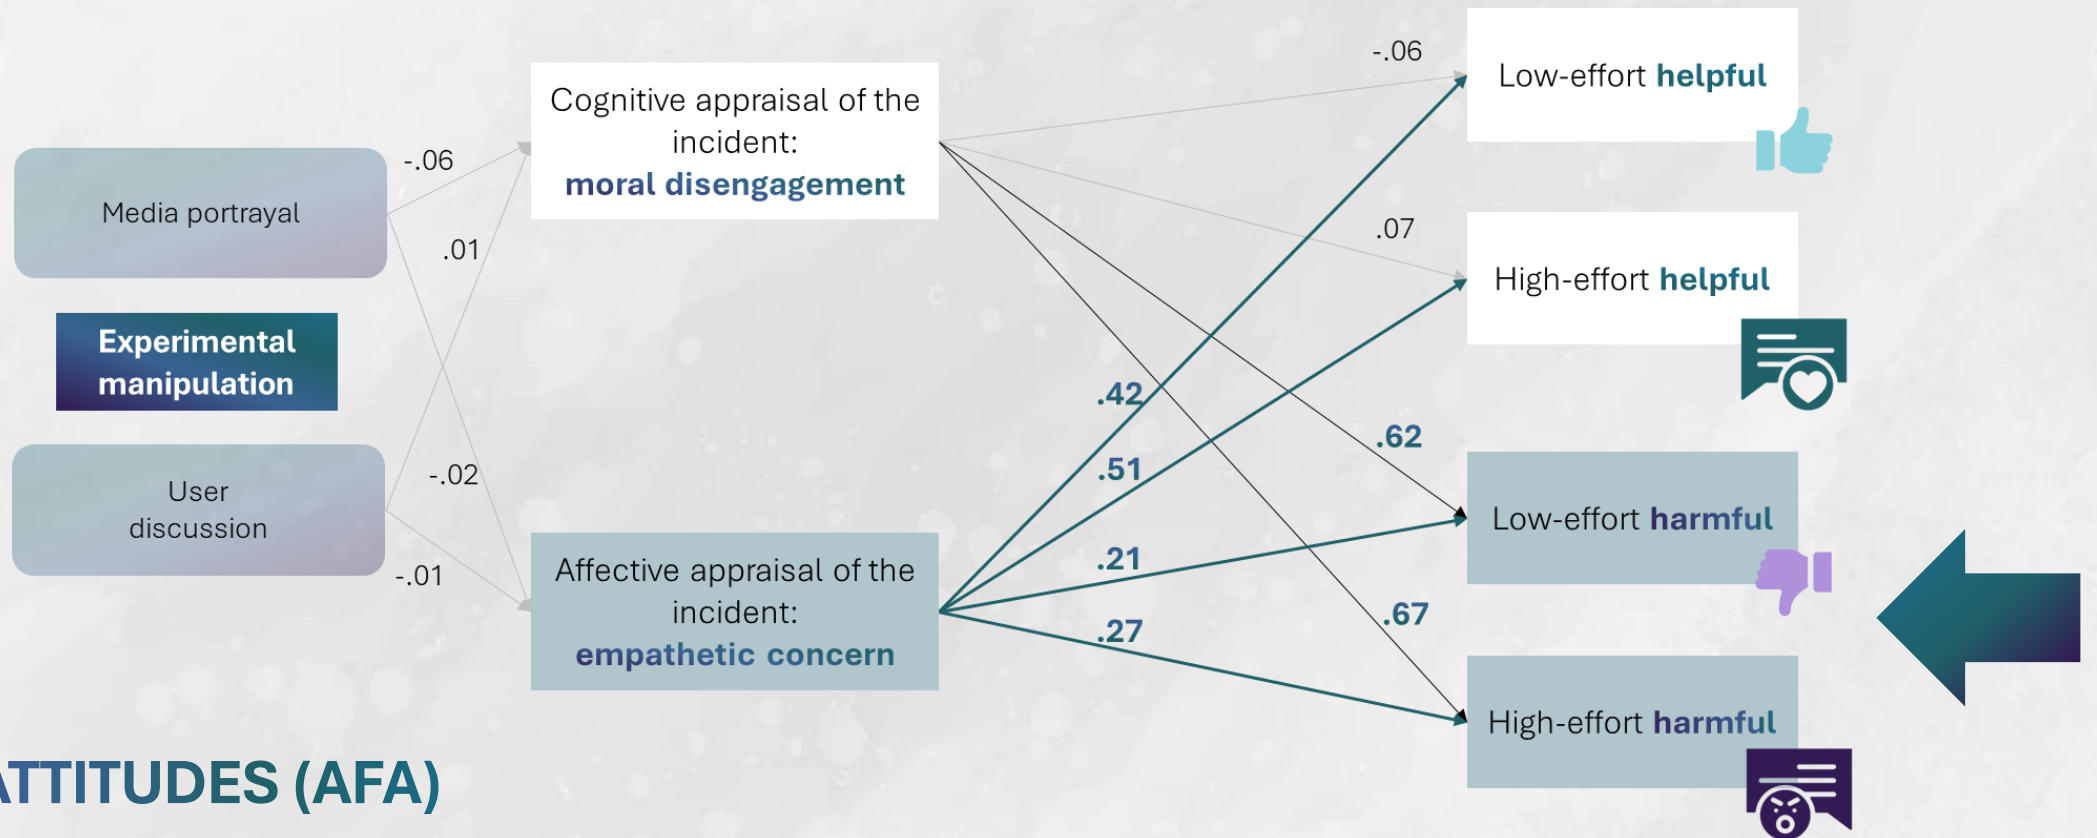 Media portrayal
Experimental
manipulation
User
discussion
-.06
.01
-.02
-.01
Cognitive appraisal of the
incident:
moral disengagement
Affective appraisal of the
incident:
empathetic concern
-.06
.07
.42
.62
.51
.21
.67
.27
Low-effort helpful
High-effort helpful
Low-effort harmful
High-effort harmful
ATTITUDES (AFA)